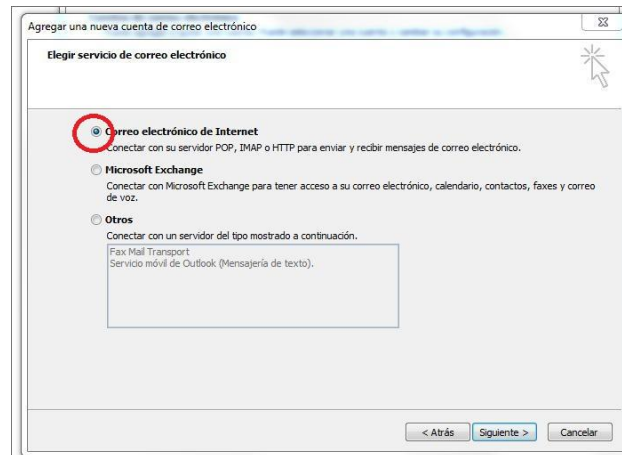 Agregar una nueva cuenta de correo electrónico
Elegir servicio de correo electrónico
Correo electrónico de Internet
Conectar con su servidor POP, IMAP o HTTP para enviar y recibir mensajes de correo electrónico.
Microsoft Exchange
Conectar con Microsoft Exchange para tener acceso a su correo electrónico, calendario, contactos, faxes y correo
de voz.
Otros
Conectar con un servidor del tipo mostrado a continuación.
Fax Mail Transport
Servicio móvil de Outlook (Mensajería de texto).
< Atrás Siguiente > Cancelar